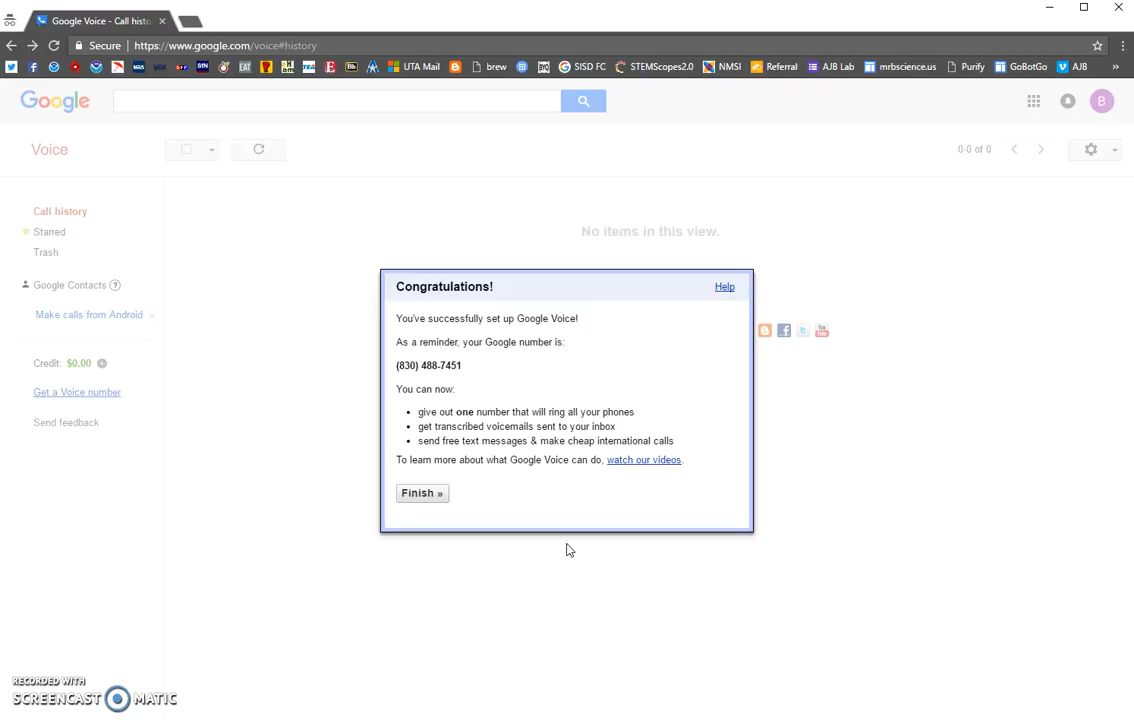 Google Voice - Call histo
Secure | https://www.google.com/voice#history
UTA Mail brew SISD FC STEMScopes2.0 NMSI Referral AJB Lab mrbscience.us Purify GoBotGo AJB »
Google B
Voice 0-0 of 0
Call history
Starred
Trash
Google Contacts ?
Make calls from Android
Credit: $0.00
Get a Voice number
Send feedback
No items in this view.
Congratulations! Help
You've successfully set up Google Voice!
As a reminder, your Google number is:
(830) 488-7451
You can now:
• give out one number that will ring all your phones
• get transcribed voicemails sent to your inbox
• send free text messages & make cheap international calls
To learn more about what Google Voice can do, watch our videos.
Finish »
RECORDED WITH
SCREENCAST MATIC